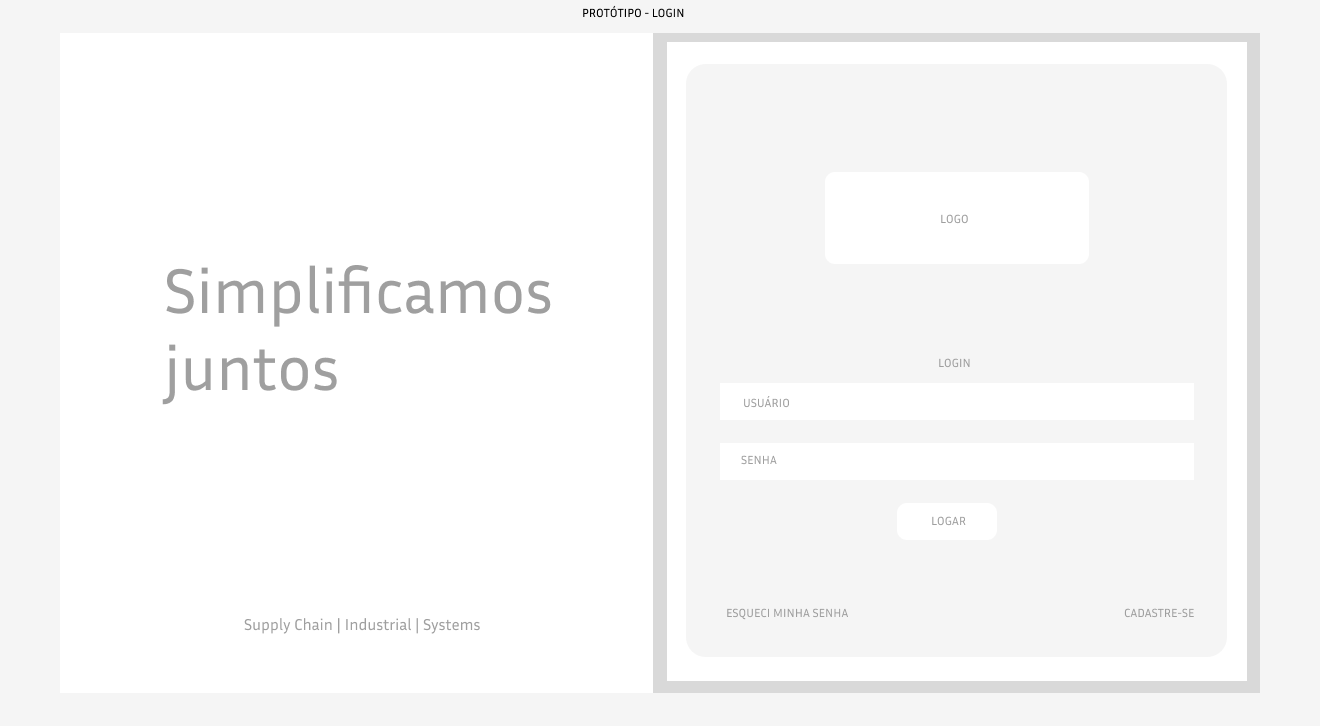 PROTÓTIPO - LOGIN
Simplificamos
juntos
Supply Chain | Industrial | Systems
LOGO
LOGIN
USUÁRIO
SENHA
LOGAR
ESQUECI MINHA SENHA
CADASTRE-SE